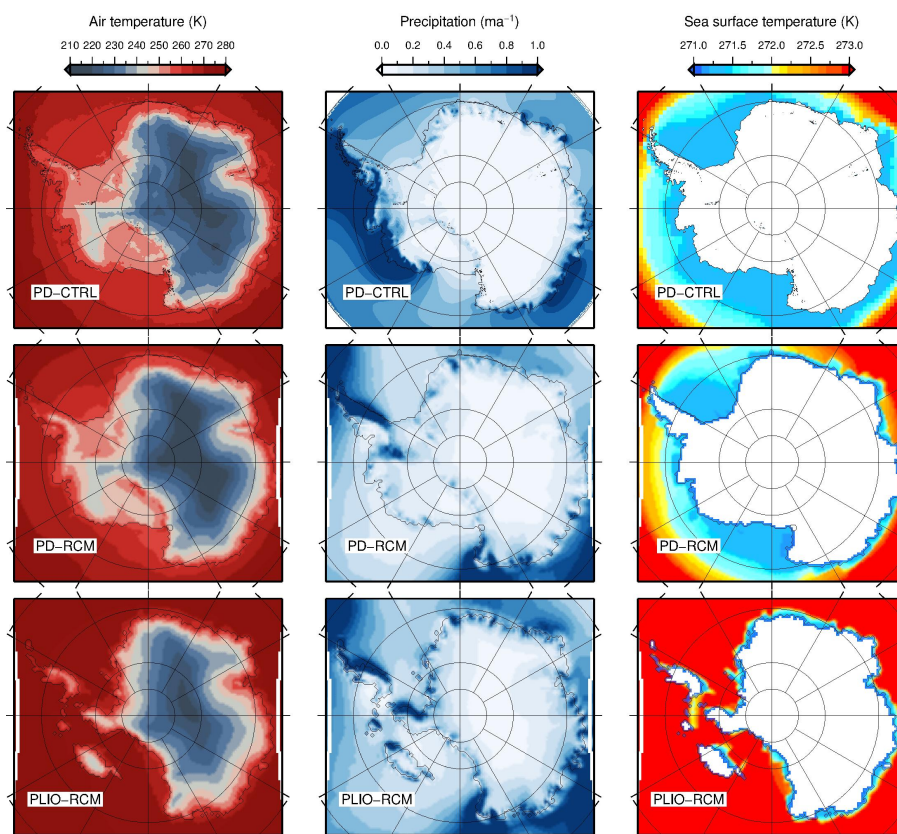 Air temperature (K)
Precipitation (ma⁻¹)
Sea surface temperature (K)
210 220 230 240 250 260 270 280
0.0 0.2 0.4 0.6 0.8 1.0
271.0 271.5 272.0 272.5 273.0
PD−CTRL
PD−CTRL
PD−CTRL
PD−RCM
PD−RCM
PD−RCM
PLIO−RCM
PLIO−RCM
PLIO−RCM